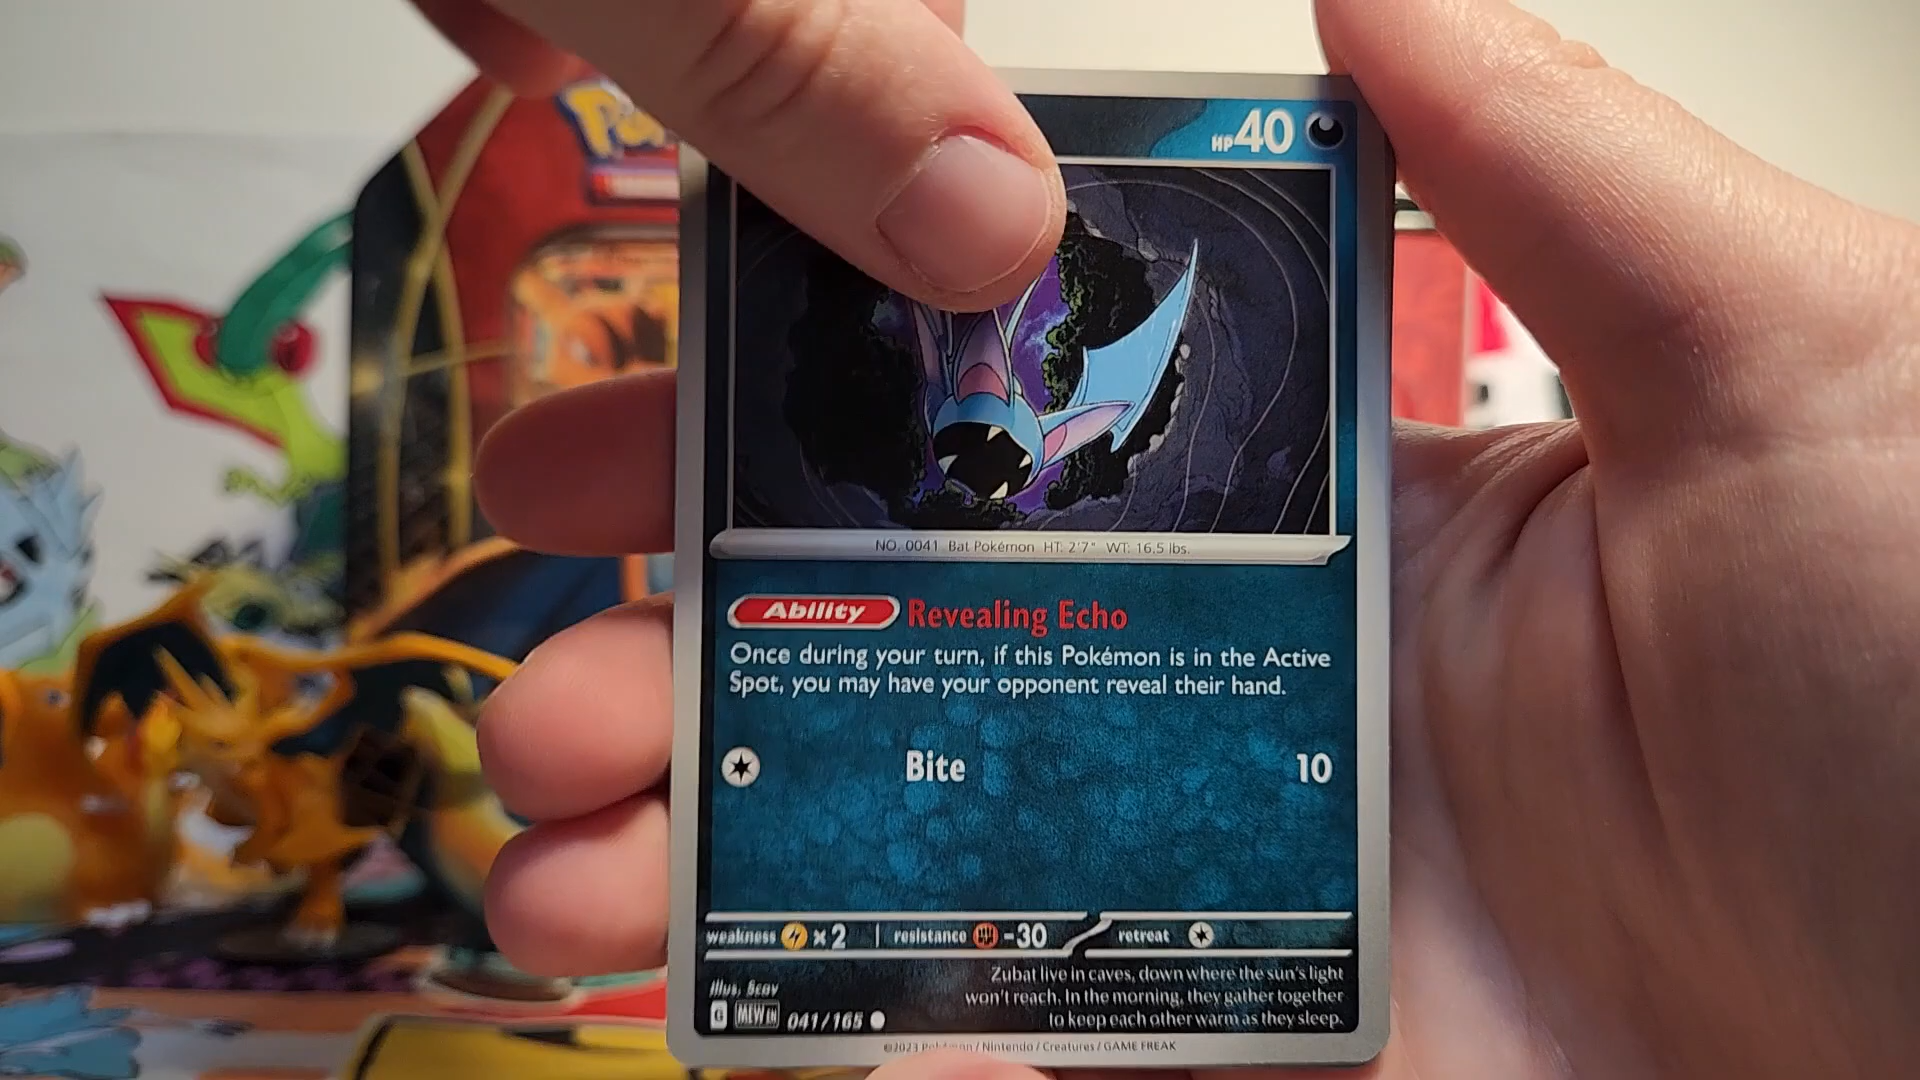 HP40
NO. 0041 Bat Pokémon HT: 2'7" WT: 16.5 lbs.
Ability Revealing Echo
Once during your turn, if this Pokémon is in the Active
Spot, you may have your opponent reveal their hand.
Bite 10
weakness x2 resistance -30 retreat
Zubat live in caves, down where the sun's light
won't reach. In the morning, they gather together
to keep each other warm as they sleep.
Illus. Scav
G MEW EN 041/165
©2023 Pokémon / Nintendo / Creatures / GAME FREAK